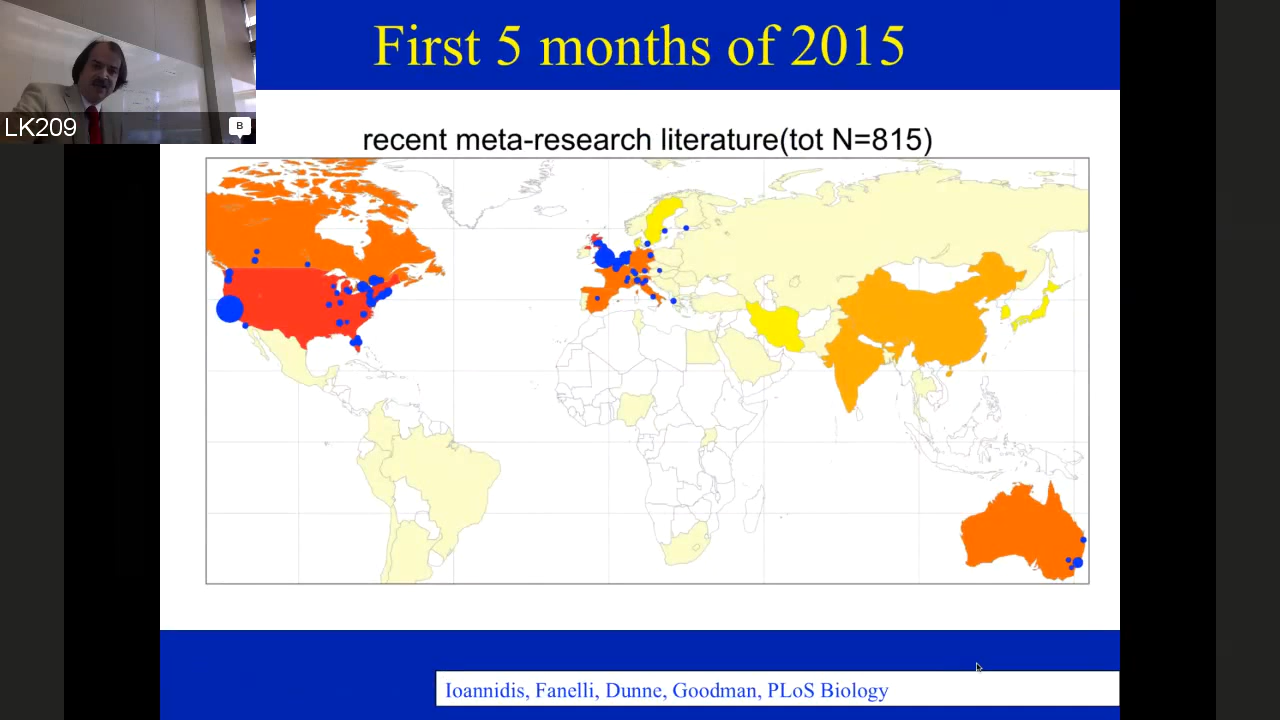 First 5 months of 2015
LK209
B
recent meta-research literature(tot N=815)
Ioannidis, Fanelli, Dunne, Goodman, PLoS Biology